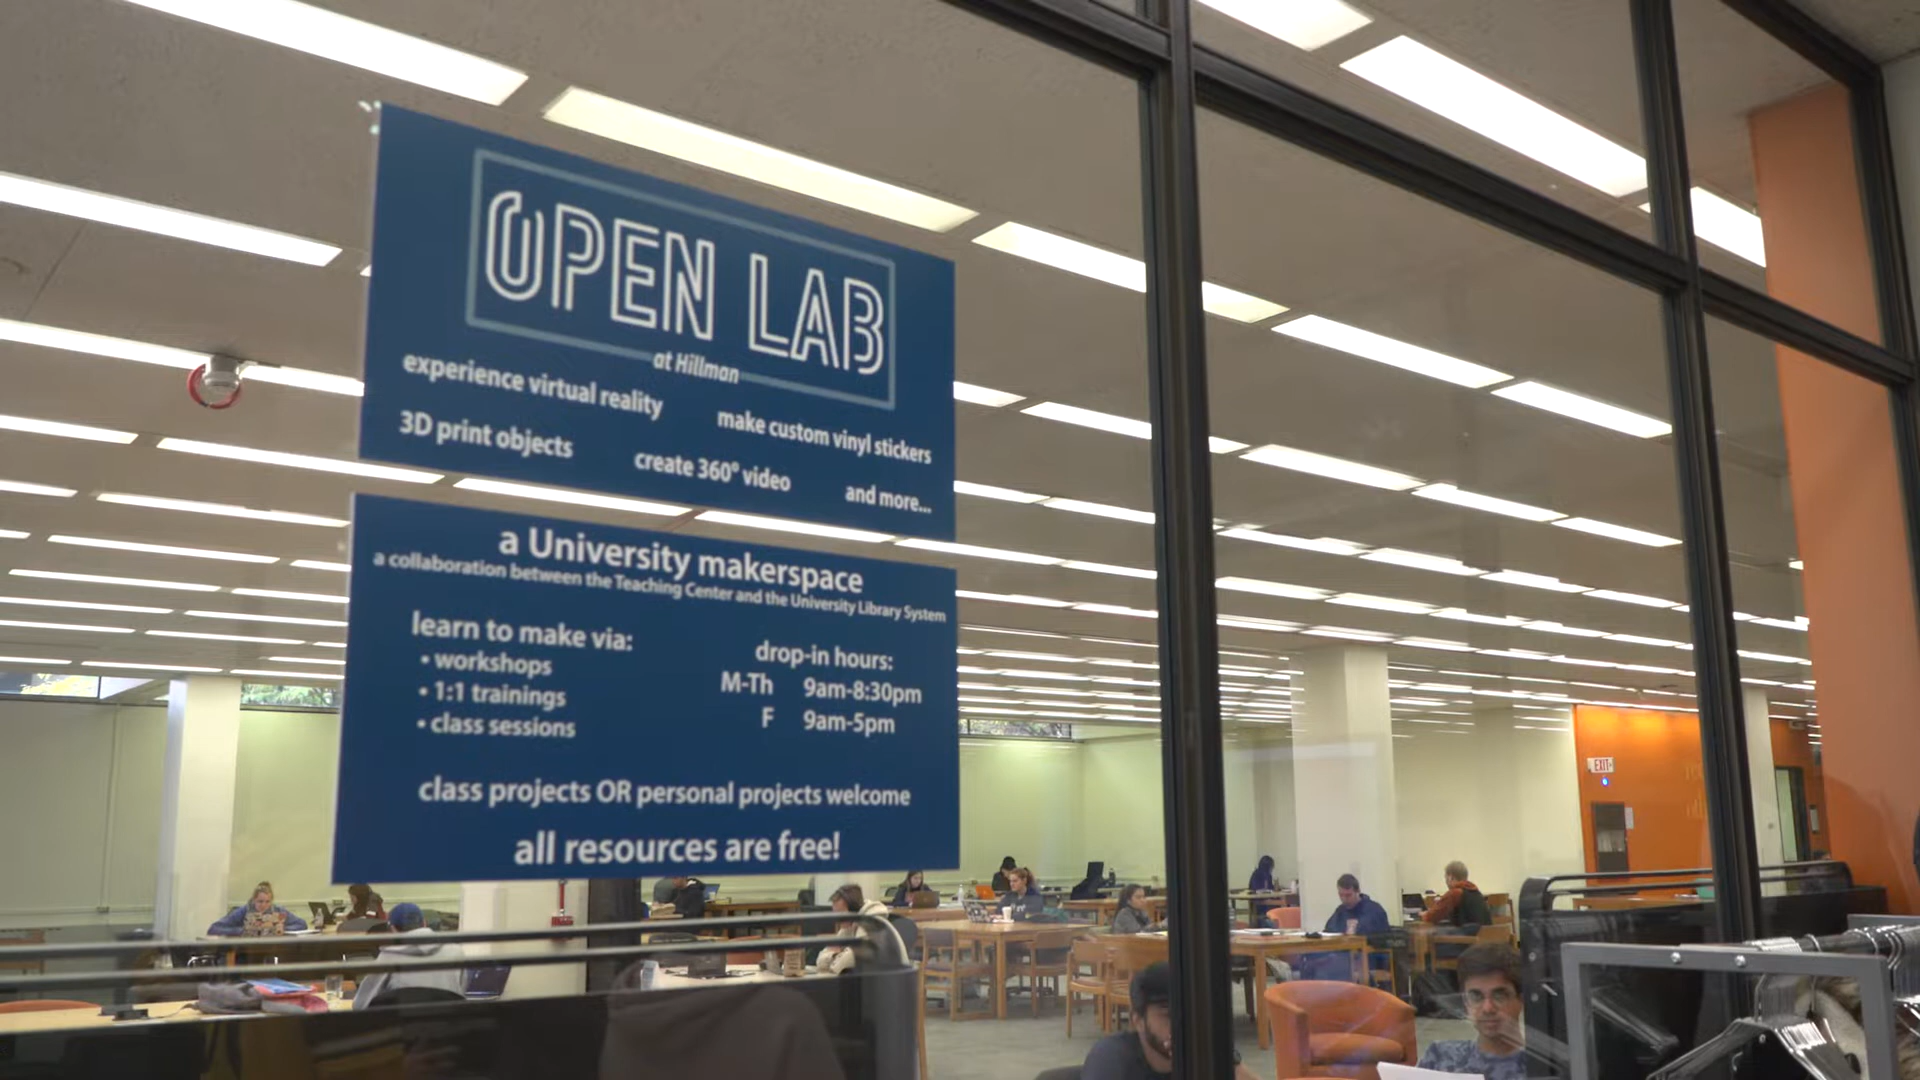 OPEN LAB
at Hillman
experience virtual reality
make custom vinyl stickers
3D print objects
create 360° video
and more...
a University makerspace
a collaboration between the Teaching Center and the University Library System
learn to make via:
• workshops
• 1:1 trainings
• class sessions
drop-in hours:
M-Th 9am-8:30pm
F 9am-5pm
class projects OR personal projects welcome
all resources are free!
EXIT